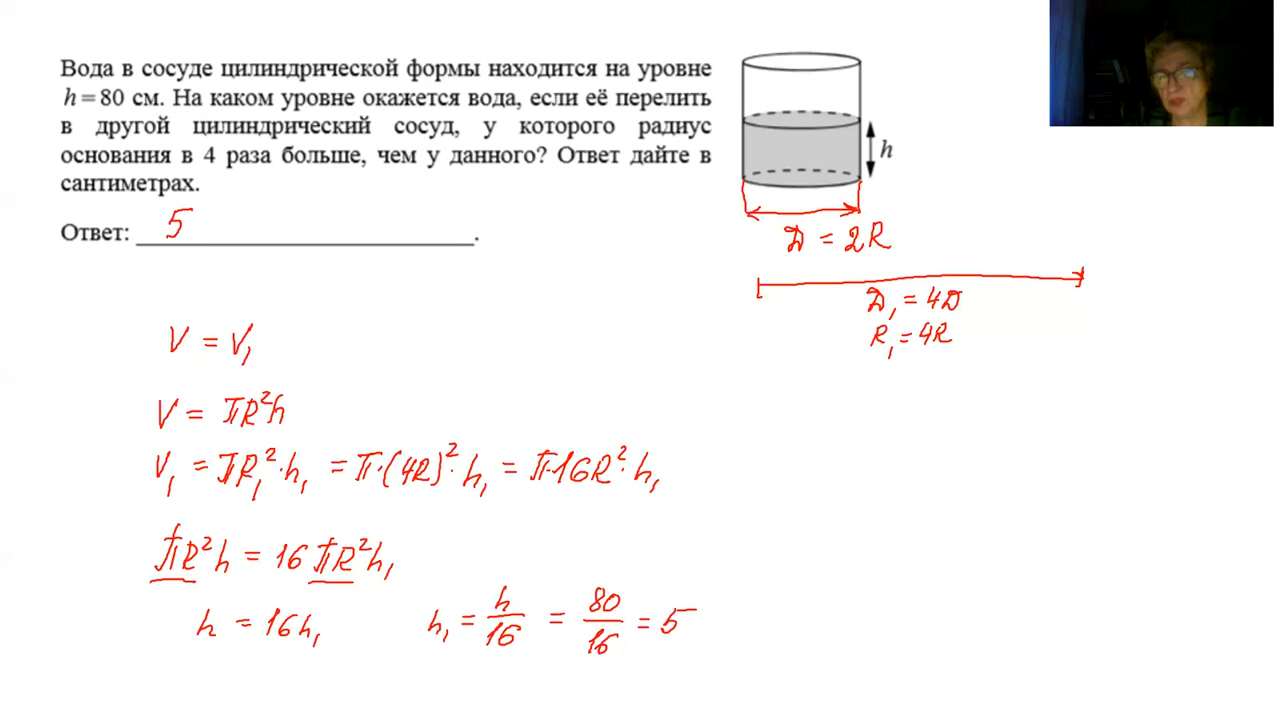 Вода в сосуде цилиндрической формы находится на уровне
h = 80 см. На каком уровне окажется вода, если её перелить
в другой цилиндрический сосуд, у которого радиус
основания в 4 раза больше, чем у данного? Ответ дайте в
сантиметрах.
Ответ: 5.
h
D = 2R
D₁ = 4D
R₁ = 4R
V = V₁
V = πR²h
V₁ = πR₁²·h₁ = π·(4R)²·h₁ = π·16R²·h₁
πR²h = 16πR²h₁
h = 16h₁
h₁ = h/16 = 80/16 = 5